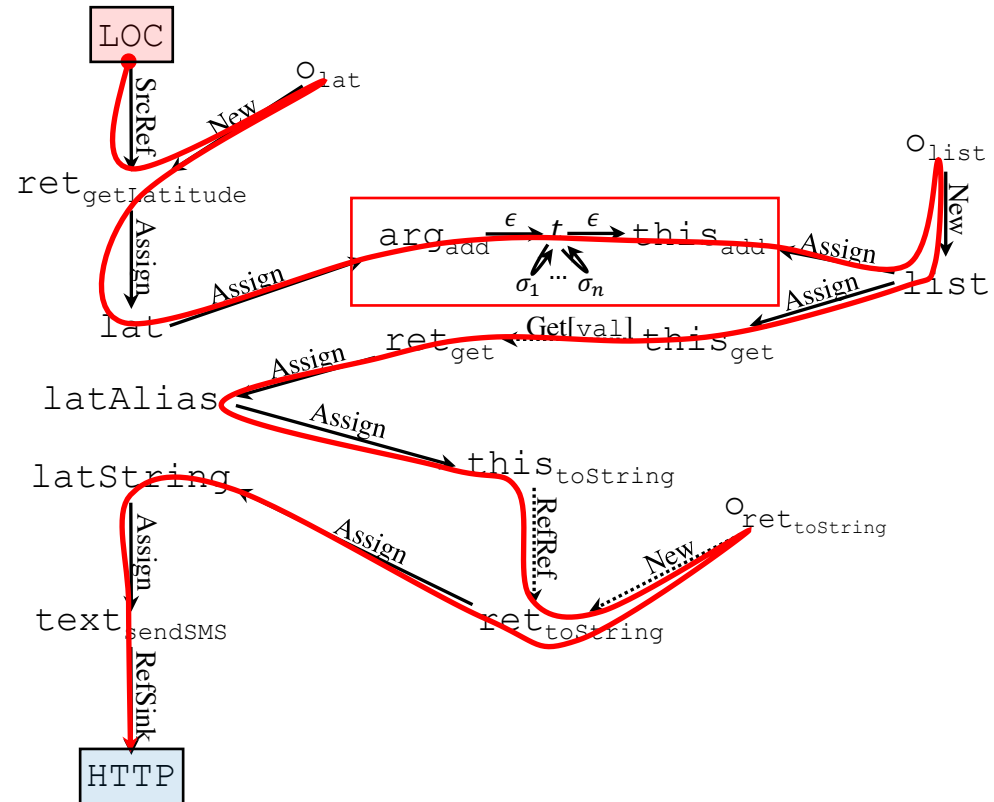 LOC
SrcRef
o_lat
New
ret_getLatitude
o_list
New
Assign
arg_add ϵ t ϵ this_add
σ_1 ... σ_n
Assign
list
Assign
Assign
lat
ret_get Get[val] this_get
Assign
latAlias
Assign
this_toString
latString
RefRef
o_ret_toString
New
Assign
Assign
ret_toString
text_sendSMS
RefSink
HTTP